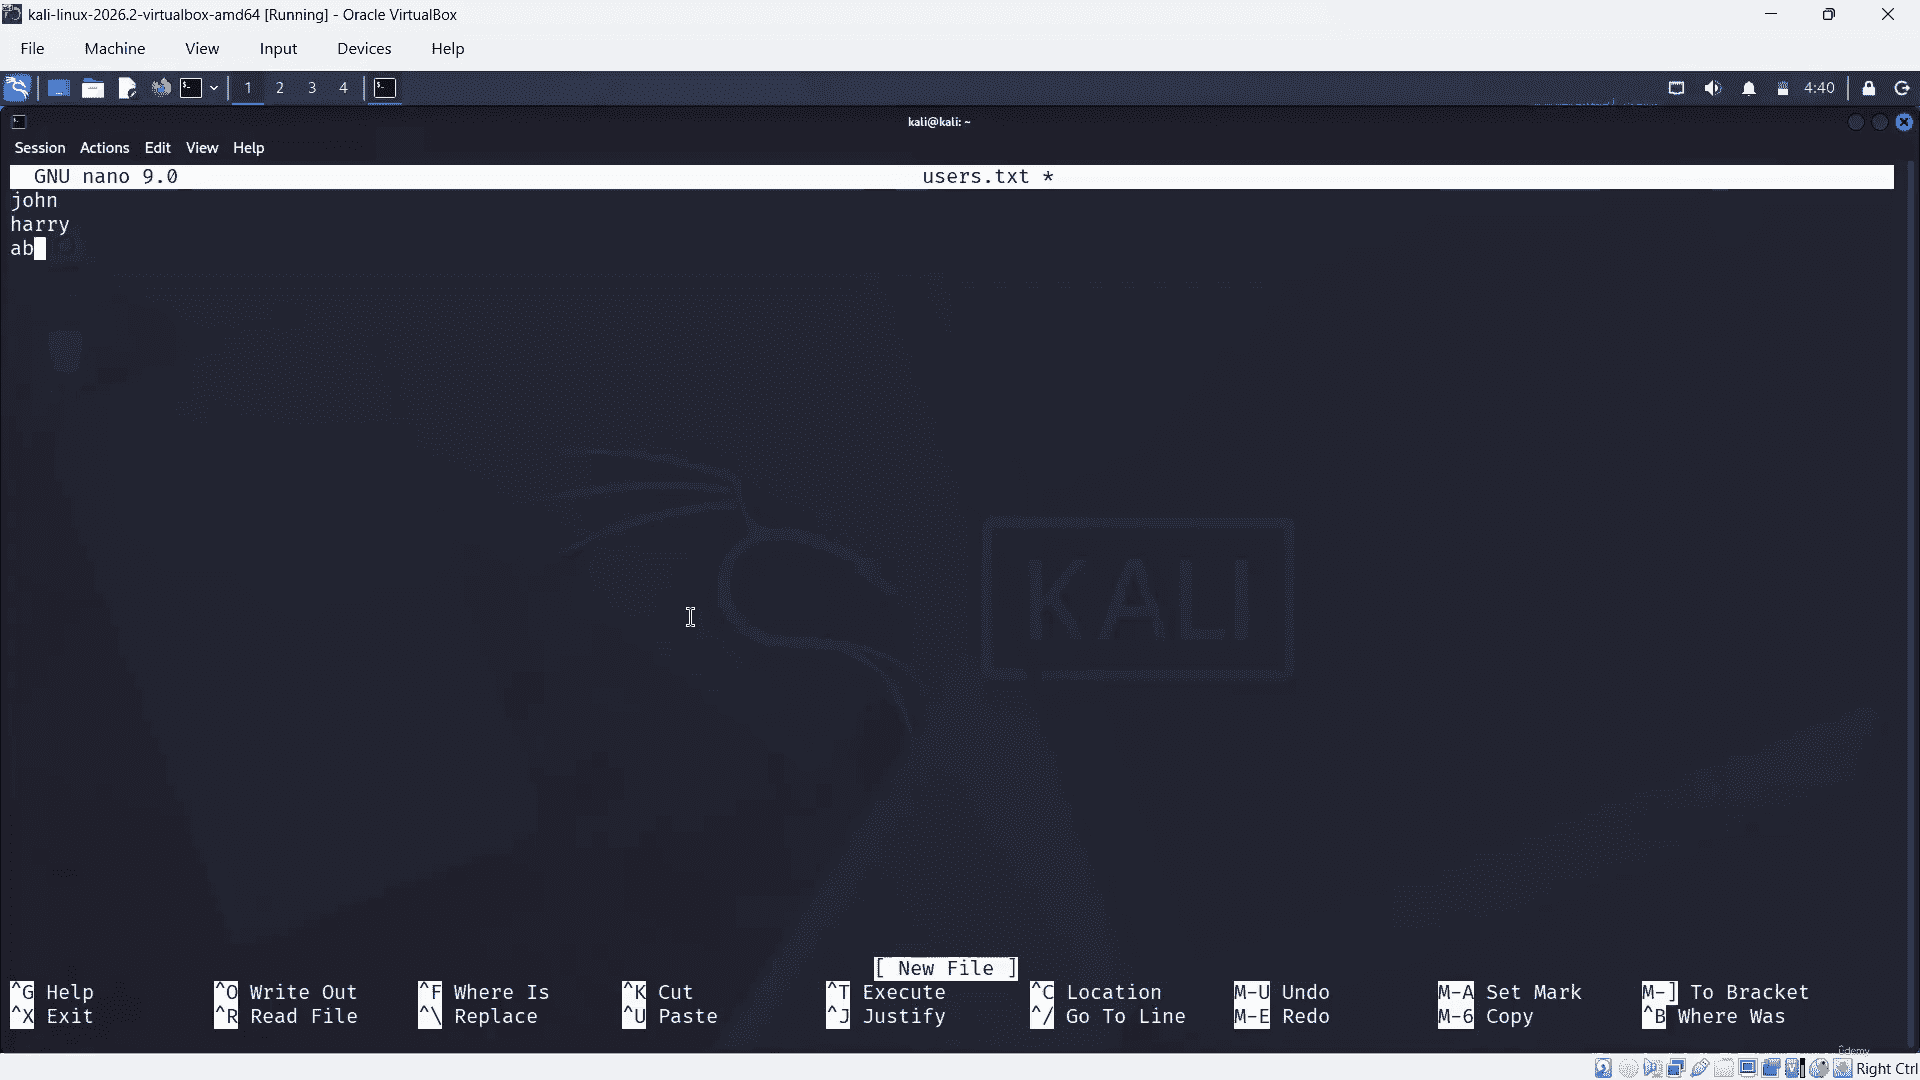 kali-linux-2026.2-virtualbox-amd64 [Running] - Oracle VirtualBox
File Machine View Input Devices Help
1 2 3 4 4:40
kali@kali: ~
Session Actions Edit View Help
GNU nano 9.0 users.txt *
john
harry
ab
KALI
[ New File ]
^G Help ^O Write Out ^F Where Is ^K Cut ^T Execute ^C Location M-U Undo M-A Set Mark M-] To Bracket
^X Exit ^R Read File ^\ Replace ^U Paste ^J Justify ^/ Go To Line M-E Redo M-6 Copy ^B Where Was
ûdemy
Right Ctrl